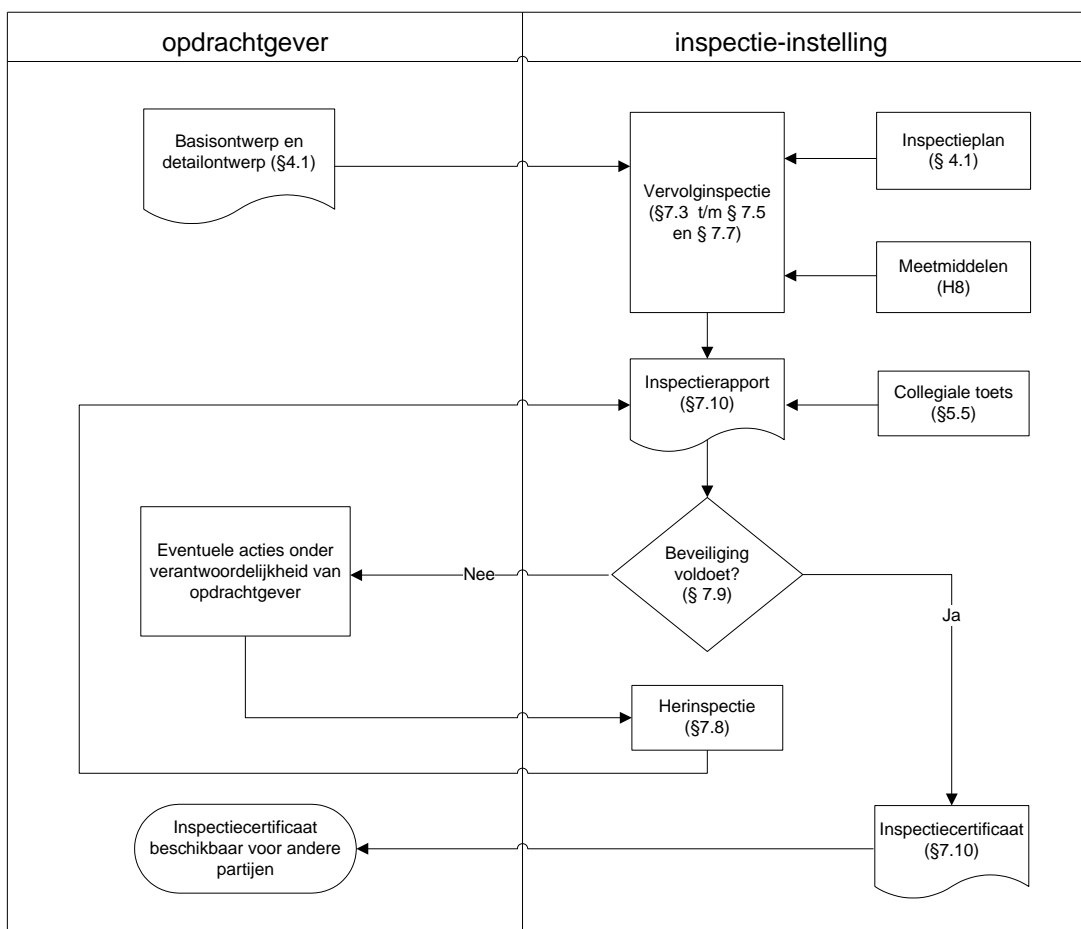 opdrachtgever
inspectie-instelling
Basisontwerp en
detailontwerp (§4.1)
Vervolginspectie
(§7.3 t/m § 7.5
en § 7.7)
Inspectieplan
(§ 4.1)
Meetmiddelen
(H8)
Inspectierapport
(§7.10)
Collegiale toets
(§5.5)
Eventuele acties onder
verantwoordelijkheid van
opdrachtgever
Nee
Beveiliging
voldoet?
(§ 7.9)
Ja
Herinspectie
(§7.8)
Inspectiecertificaat
beschikbaar voor andere
partijen
Inspectiecertificaat
(§7.10)